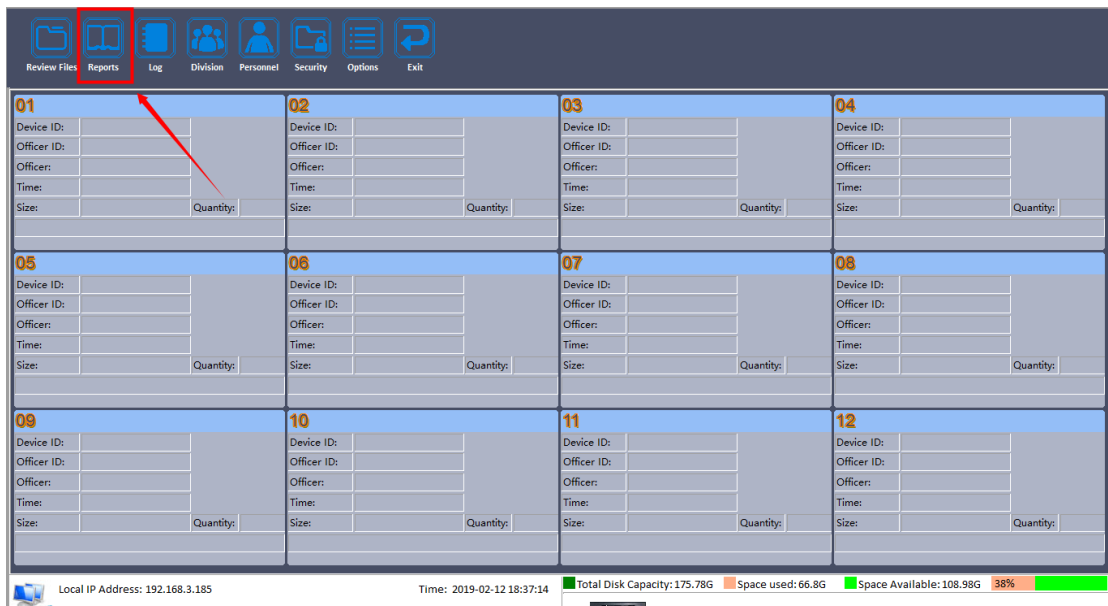 Review Files Reports Log Division Personnel Security Options Exit
01 02 03 04
Device ID: Device ID: Device ID: Device ID:
Officer ID: Officer ID: Officer ID: Officer ID:
Officer: Officer: Officer: Officer:
Time: Time: Time: Time:
Size: Quantity: Size: Quantity: Size: Quantity: Size: Quantity:
05 06 07 08
Device ID: Device ID: Device ID: Device ID:
Officer ID: Officer ID: Officer ID: Officer ID:
Officer: Officer: Officer: Officer:
Time: Time: Time: Time:
Size: Quantity: Size: Quantity: Size: Quantity: Size: Quantity:
09 10 11 12
Device ID: Device ID: Device ID: Device ID:
Officer ID: Officer ID: Officer ID: Officer ID:
Officer: Officer: Officer: Officer:
Time: Time: Time: Time:
Size: Quantity: Size: Quantity: Size: Quantity: Size: Quantity:
Local IP Address: 192.168.3.185 Time: 2019-02-12 18:37:14 Total Disk Capacity:175.78G Space used:66.8G Space Available:108.98G 38%